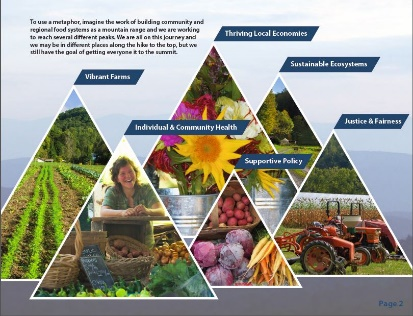 To use a metaphor, imagine the work of building community and
regional food systems as a mountain range and we are working
to reach several different peaks. We are all on this journey and
we may be in different places along the hike to the top, but we
still have the goal of getting everyone it to the summit.
Thriving Local Economies
Sustainable Ecosystems
Vibrant Farms
Individual & Community Health
Justice & Fairness
Supportive Policy
Page 2